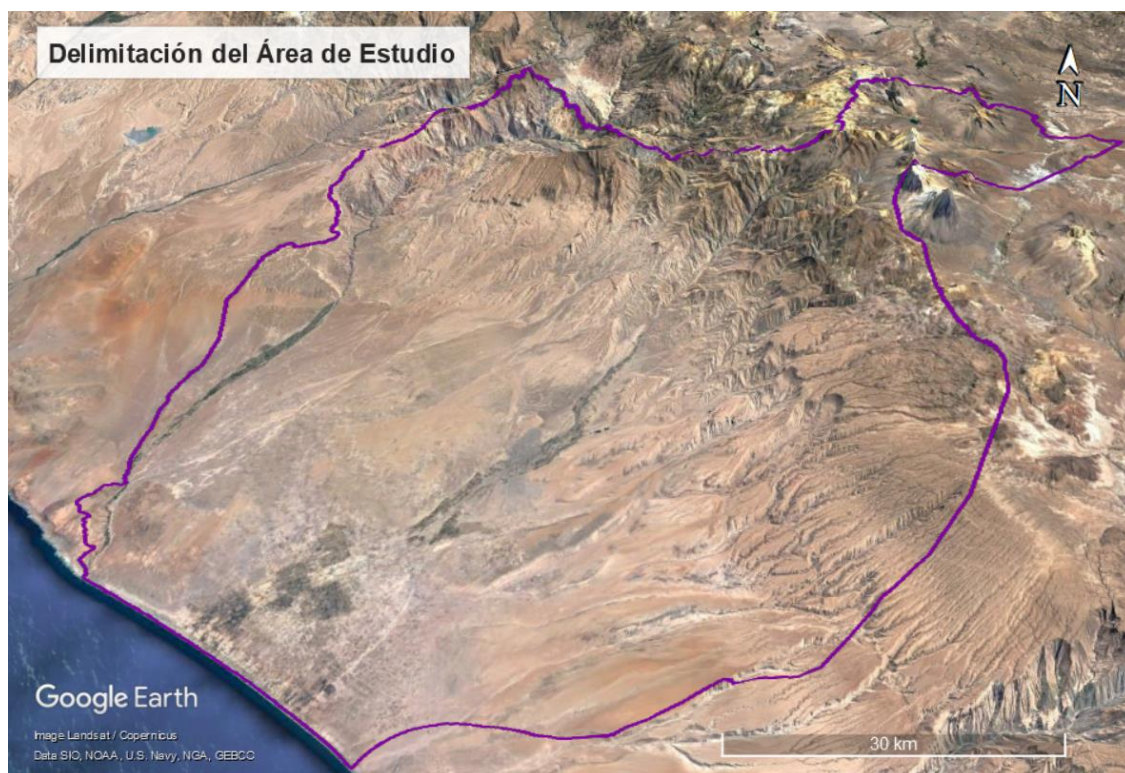 Delimitación del Área de Estudio
N
Google Earth
Image Landsat / Copernicus
Data SIO, NOAA, U.S. Navy, NGA, GEBCO
30 km